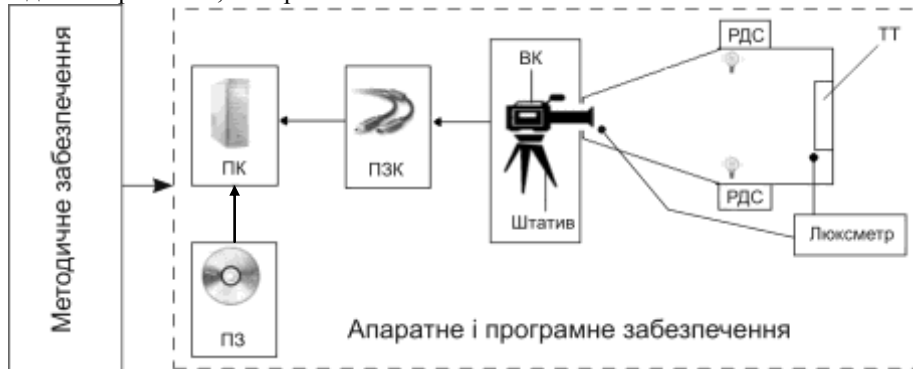 Методичне забезпечення
РДС
ТТ
ВК
ПК
ПЗК
Штатив
РДС
Люксметр
ПЗ
Апаратне і програмне забезпечення